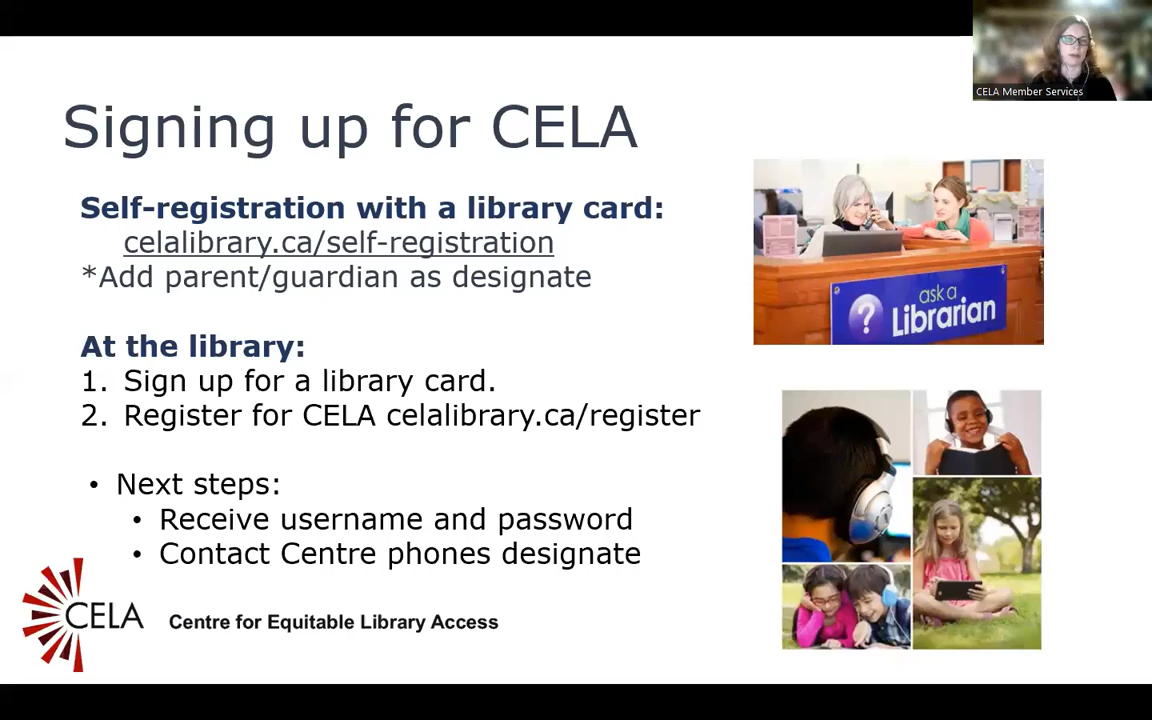 CELA Member Services
Signing up for CELA
Self-registration with a library card:
celalibrary.ca/self-registration
*Add parent/guardian as designate
At the library:
1. Sign up for a library card.
2. Register for CELA celalibrary.ca/register
• Next steps:
• Receive username and password
• Contact Centre phones designate
? ask a
Librarian
CELA
Centre for Equitable Library Access